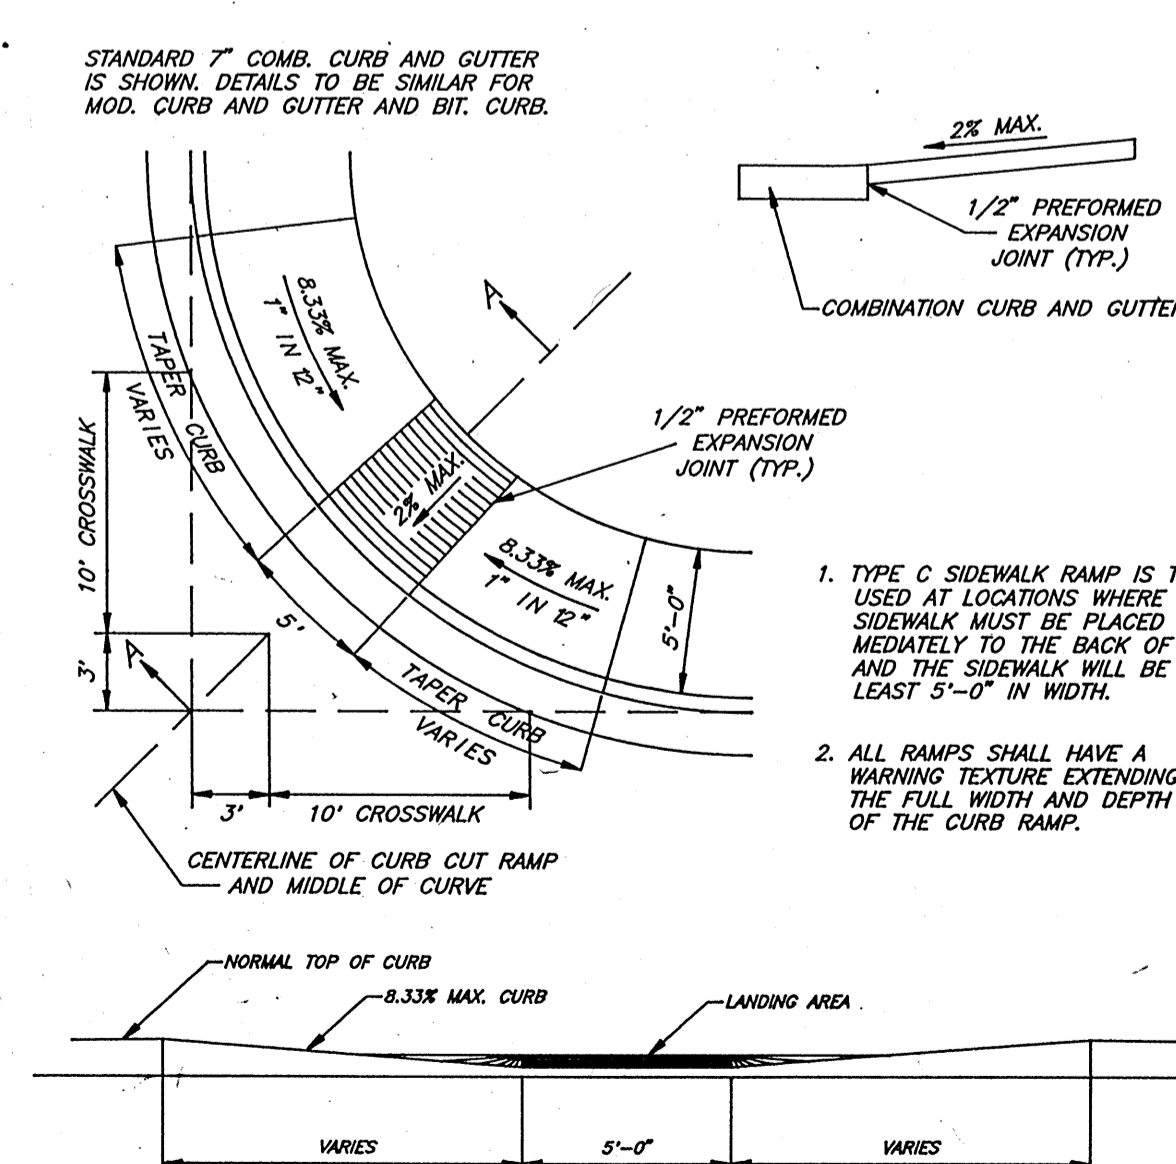 STANDARD 7" COMB. CURB AND GUTTER
IS SHOWN. DETAILS TO BE SIMILAR FOR
MOD. CURB AND GUTTER AND BIT. CURB.
2% MAX.
1/2" PREFORMED
EXPANSION
JOINT (TYP.)
COMBINATION CURB AND GUTTER
8.33% MAX.
1" IN 12"
A
TAPER CURB
VARIES
10' CROSSWALK
1/2" PREFORMED
EXPANSION
JOINT (TYP.)
2% MAX.
8.33% MAX.
1" IN 12"
5'-0"
5'
3'
A
TAPER CURB
VARIES
3'
10' CROSSWALK
CENTERLINE OF CURB CUT RAMP
AND MIDDLE OF CURVE
1. TYPE C SIDEWALK RAMP IS T
USED AT LOCATIONS WHERE
SIDEWALK MUST BE PLACED
MEDIATELY TO THE BACK OF
AND THE SIDEWALK WILL BE
LEAST 5'-0" IN WIDTH.
2. ALL RAMPS SHALL HAVE A
WARNING TEXTURE EXTENDING
THE FULL WIDTH AND DEPTH
OF THE CURB RAMP.
NORMAL TOP OF CURB
8.33% MAX. CURB
LANDING AREA
VARIES
5'-0"
VARIES